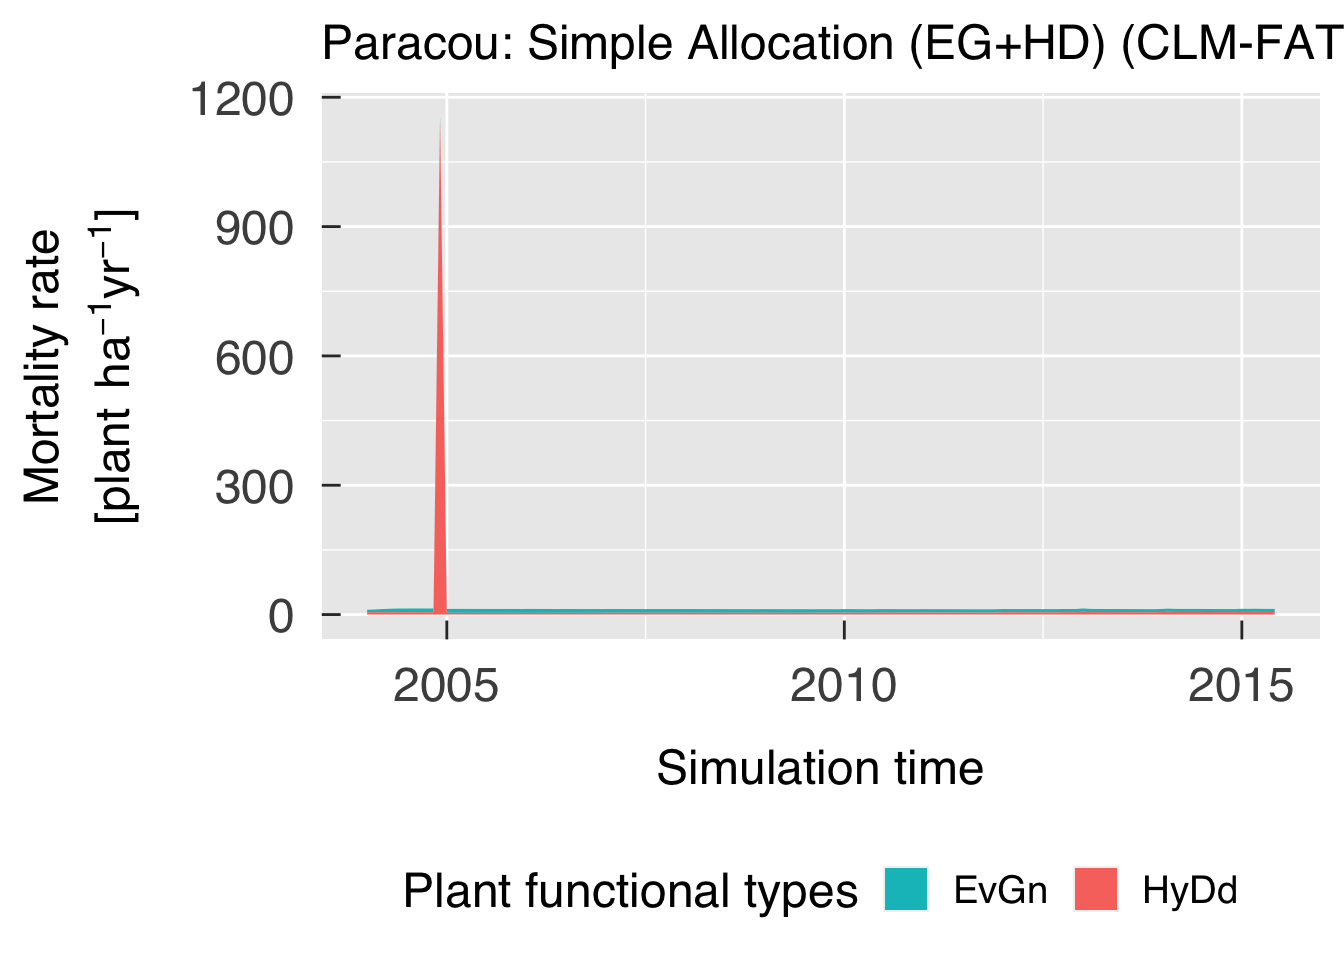 Paracou: Simple Allocation (EG+HD) (CLM-FAT
1200
900
600
300
0
Mortality rate
[plant ha⁻¹yr⁻¹]
2005 2010 2015
Simulation time
Plant functional types EvGn HyDd